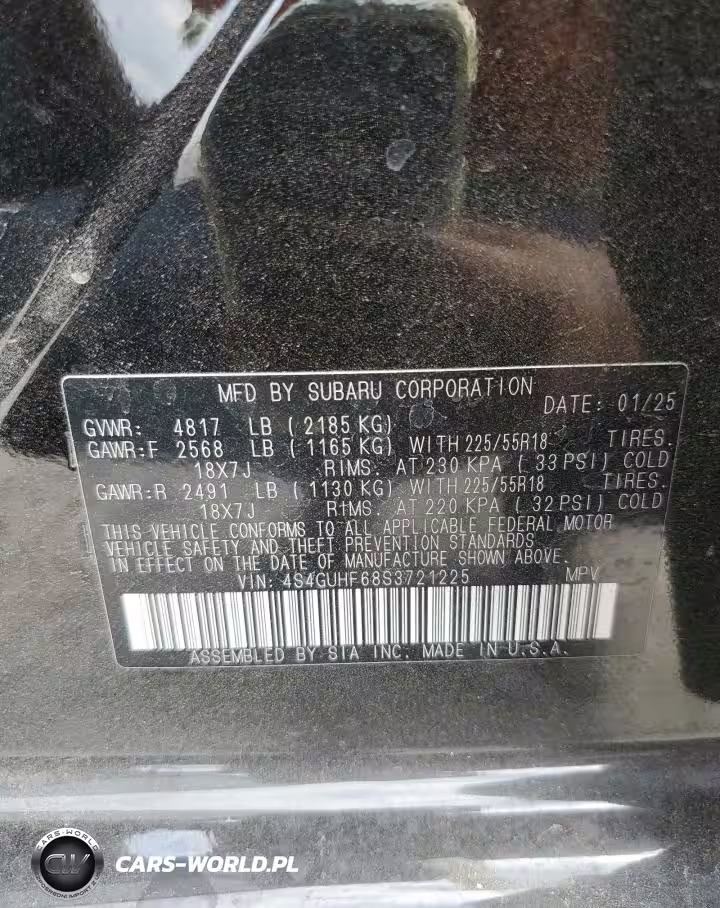 MFD BY SUBARU CORPORATION
DATE: 01/25
GVWR: 4817 LB ( 2185 KG)
GAWR:F 2568 LB ( 1165 KG) WITH 225/55R18 TIRES.
18X7J RIMS. AT 230 KPA ( 33 PSI) COLD
GAWR:R 2491 LB ( 1130 KG) WITH 225/55R18 TIRES.
18X7J RIMS. AT 220 KPA ( 32 PSI) COLD
THIS VEHICLE CONFORMS TO ALL APPLICABLE FEDERAL MOTOR
VEHICLE SAFETY AND THEFT PREVENTION STANDARDS
IN EFFECT ON THE DATE OF MANUFACTURE SHOWN ABOVE.
VIN: 4S4GUHF68S3721225 MPV
ASSEMBLED BY SIA INC. MADE IN U.S.A.
CARS-WORLD
CW
CARS-WORLD.PL